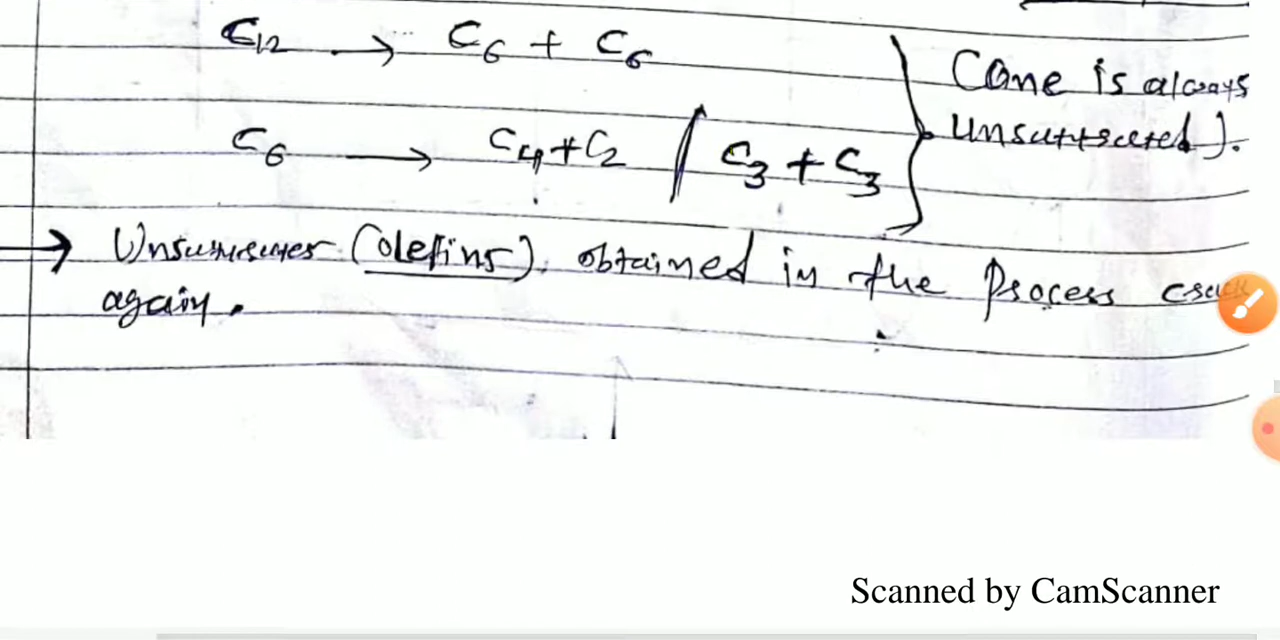 C12 → C6 + C6
C6 → C4 + C2 / C3 + C3
(one is always
unsaturated).
→ Unsaturates (olefins), obtained in the Process crack
again.
Scanned by CamScanner